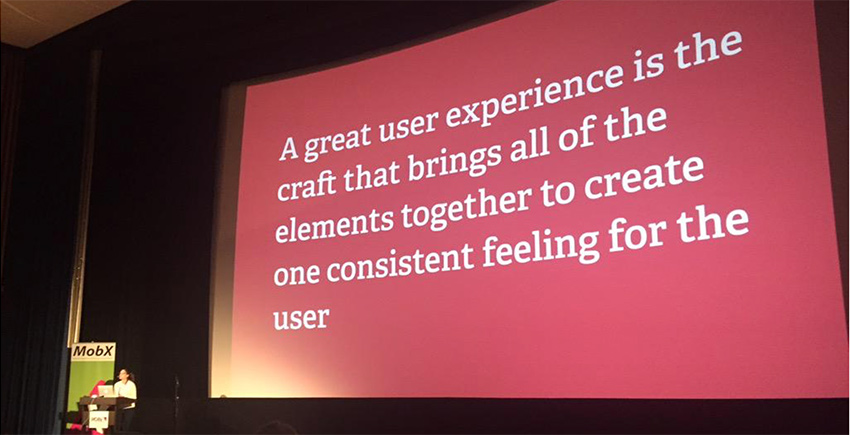 A great user experience is the
craft that brings all of the
elements together to create
one consistent feeling for the
user
MobX